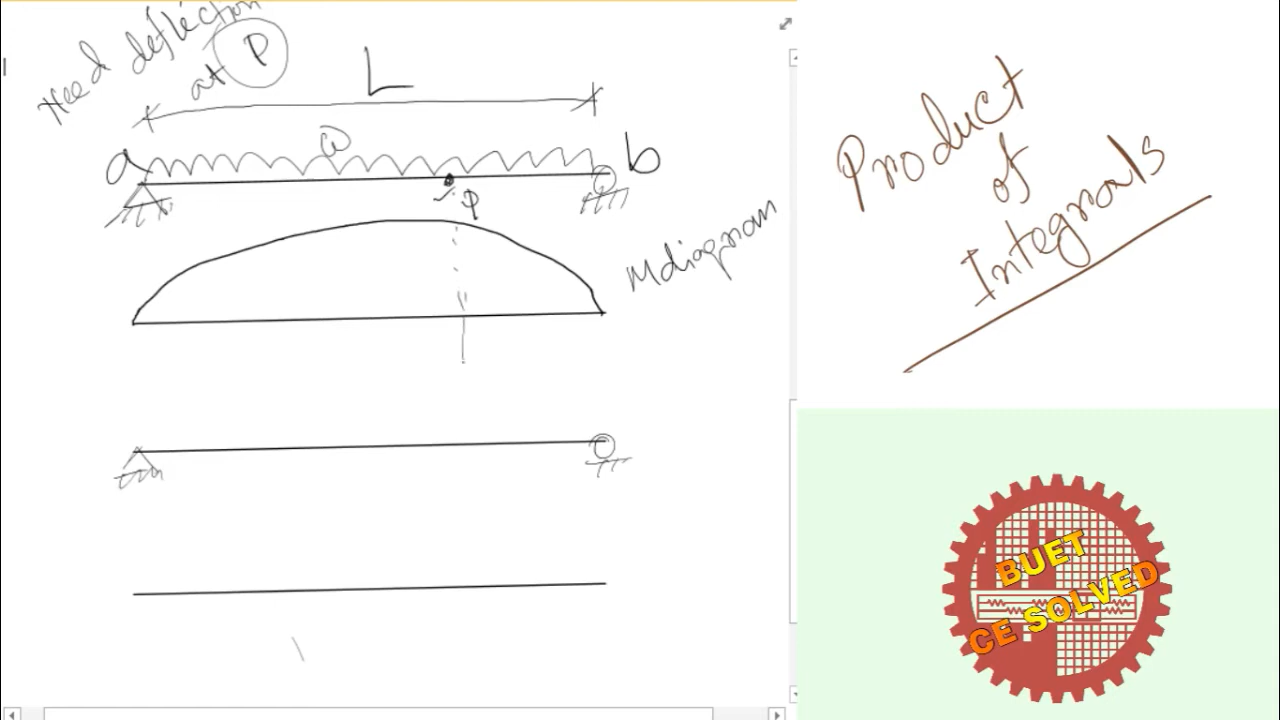 Need deflection
at P
L
a
ω
b
P
M diagram
Product
of
Integrals
BUET
CE SOLVED